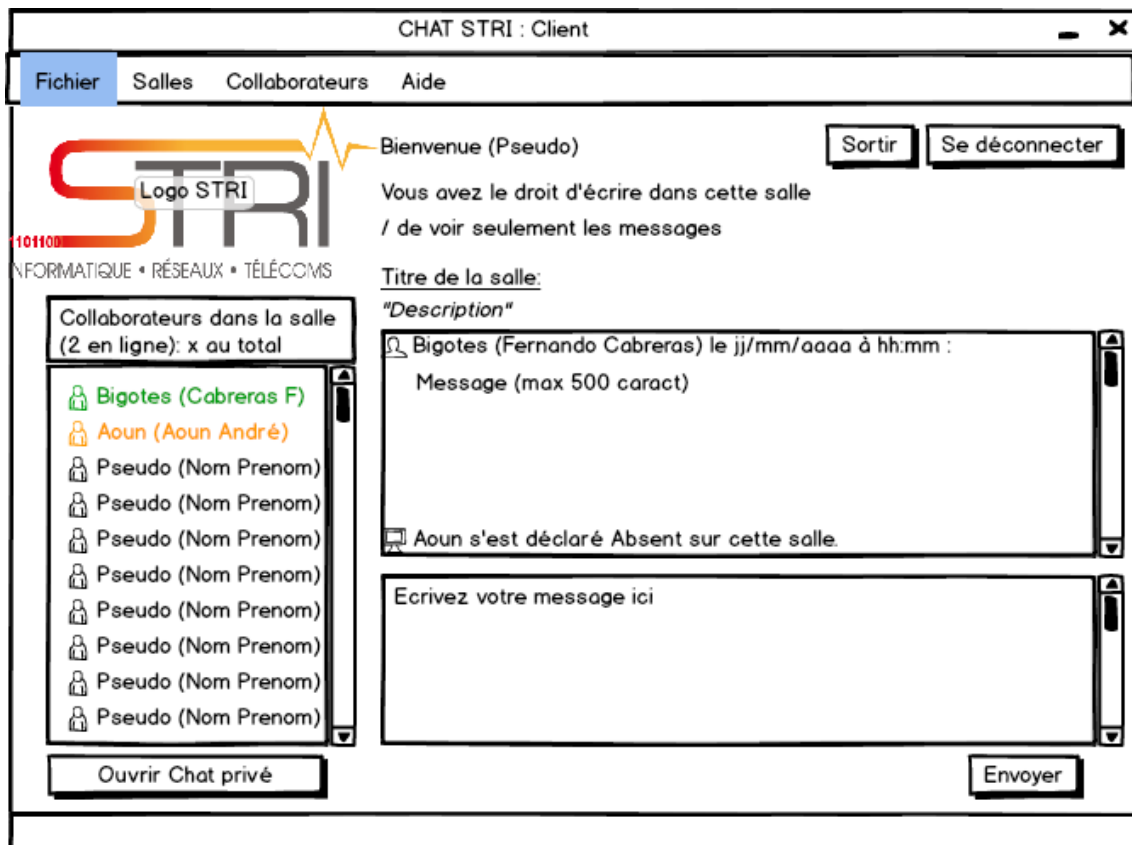 CHAT STRI : Client
Fichier Salles Collaborateurs Aide
STRI
Logo STRI
1101100
NFORMATIQUE • RÉSEAUX • TÉLÉCOMS
Bienvenue (Pseudo)
Sortir
Se déconnecter
Vous avez le droit d'écrire dans cette salle
/ de voir seulement les messages
Titre de la salle:
"Description"
Collaborateurs dans la salle
(2 en ligne): x au total
Bigotes (Cabreras F)
Aoun (Aoun André)
Pseudo (Nom Prenom)
Pseudo (Nom Prenom)
Pseudo (Nom Prenom)
Pseudo (Nom Prenom)
Pseudo (Nom Prenom)
Pseudo (Nom Prenom)
Pseudo (Nom Prenom)
Pseudo (Nom Prenom)
Ouvrir Chat privé
Bigotes (Fernando Cabreras) le jj/mm/aaaa à hh:mm :
Message (max 500 caract)
Aoun s'est déclaré Absent sur cette salle.
Ecrivez votre message ici
Envoyer